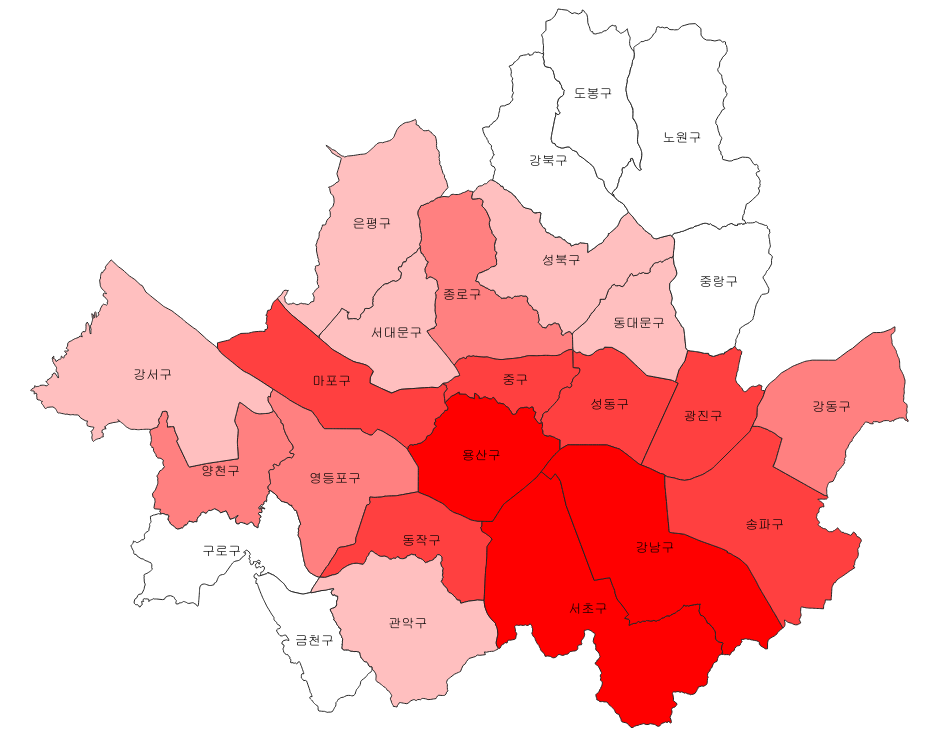 도봉구
노원구
강북구
은평구
성북구
중랑구
종로구
동대문구
서대문구
강서구
마포구
중구
성동구
광진구
강동구
용산구
양천구
영등포구
송파구
동작구
강남구
구로구
서초구
관악구
금천구